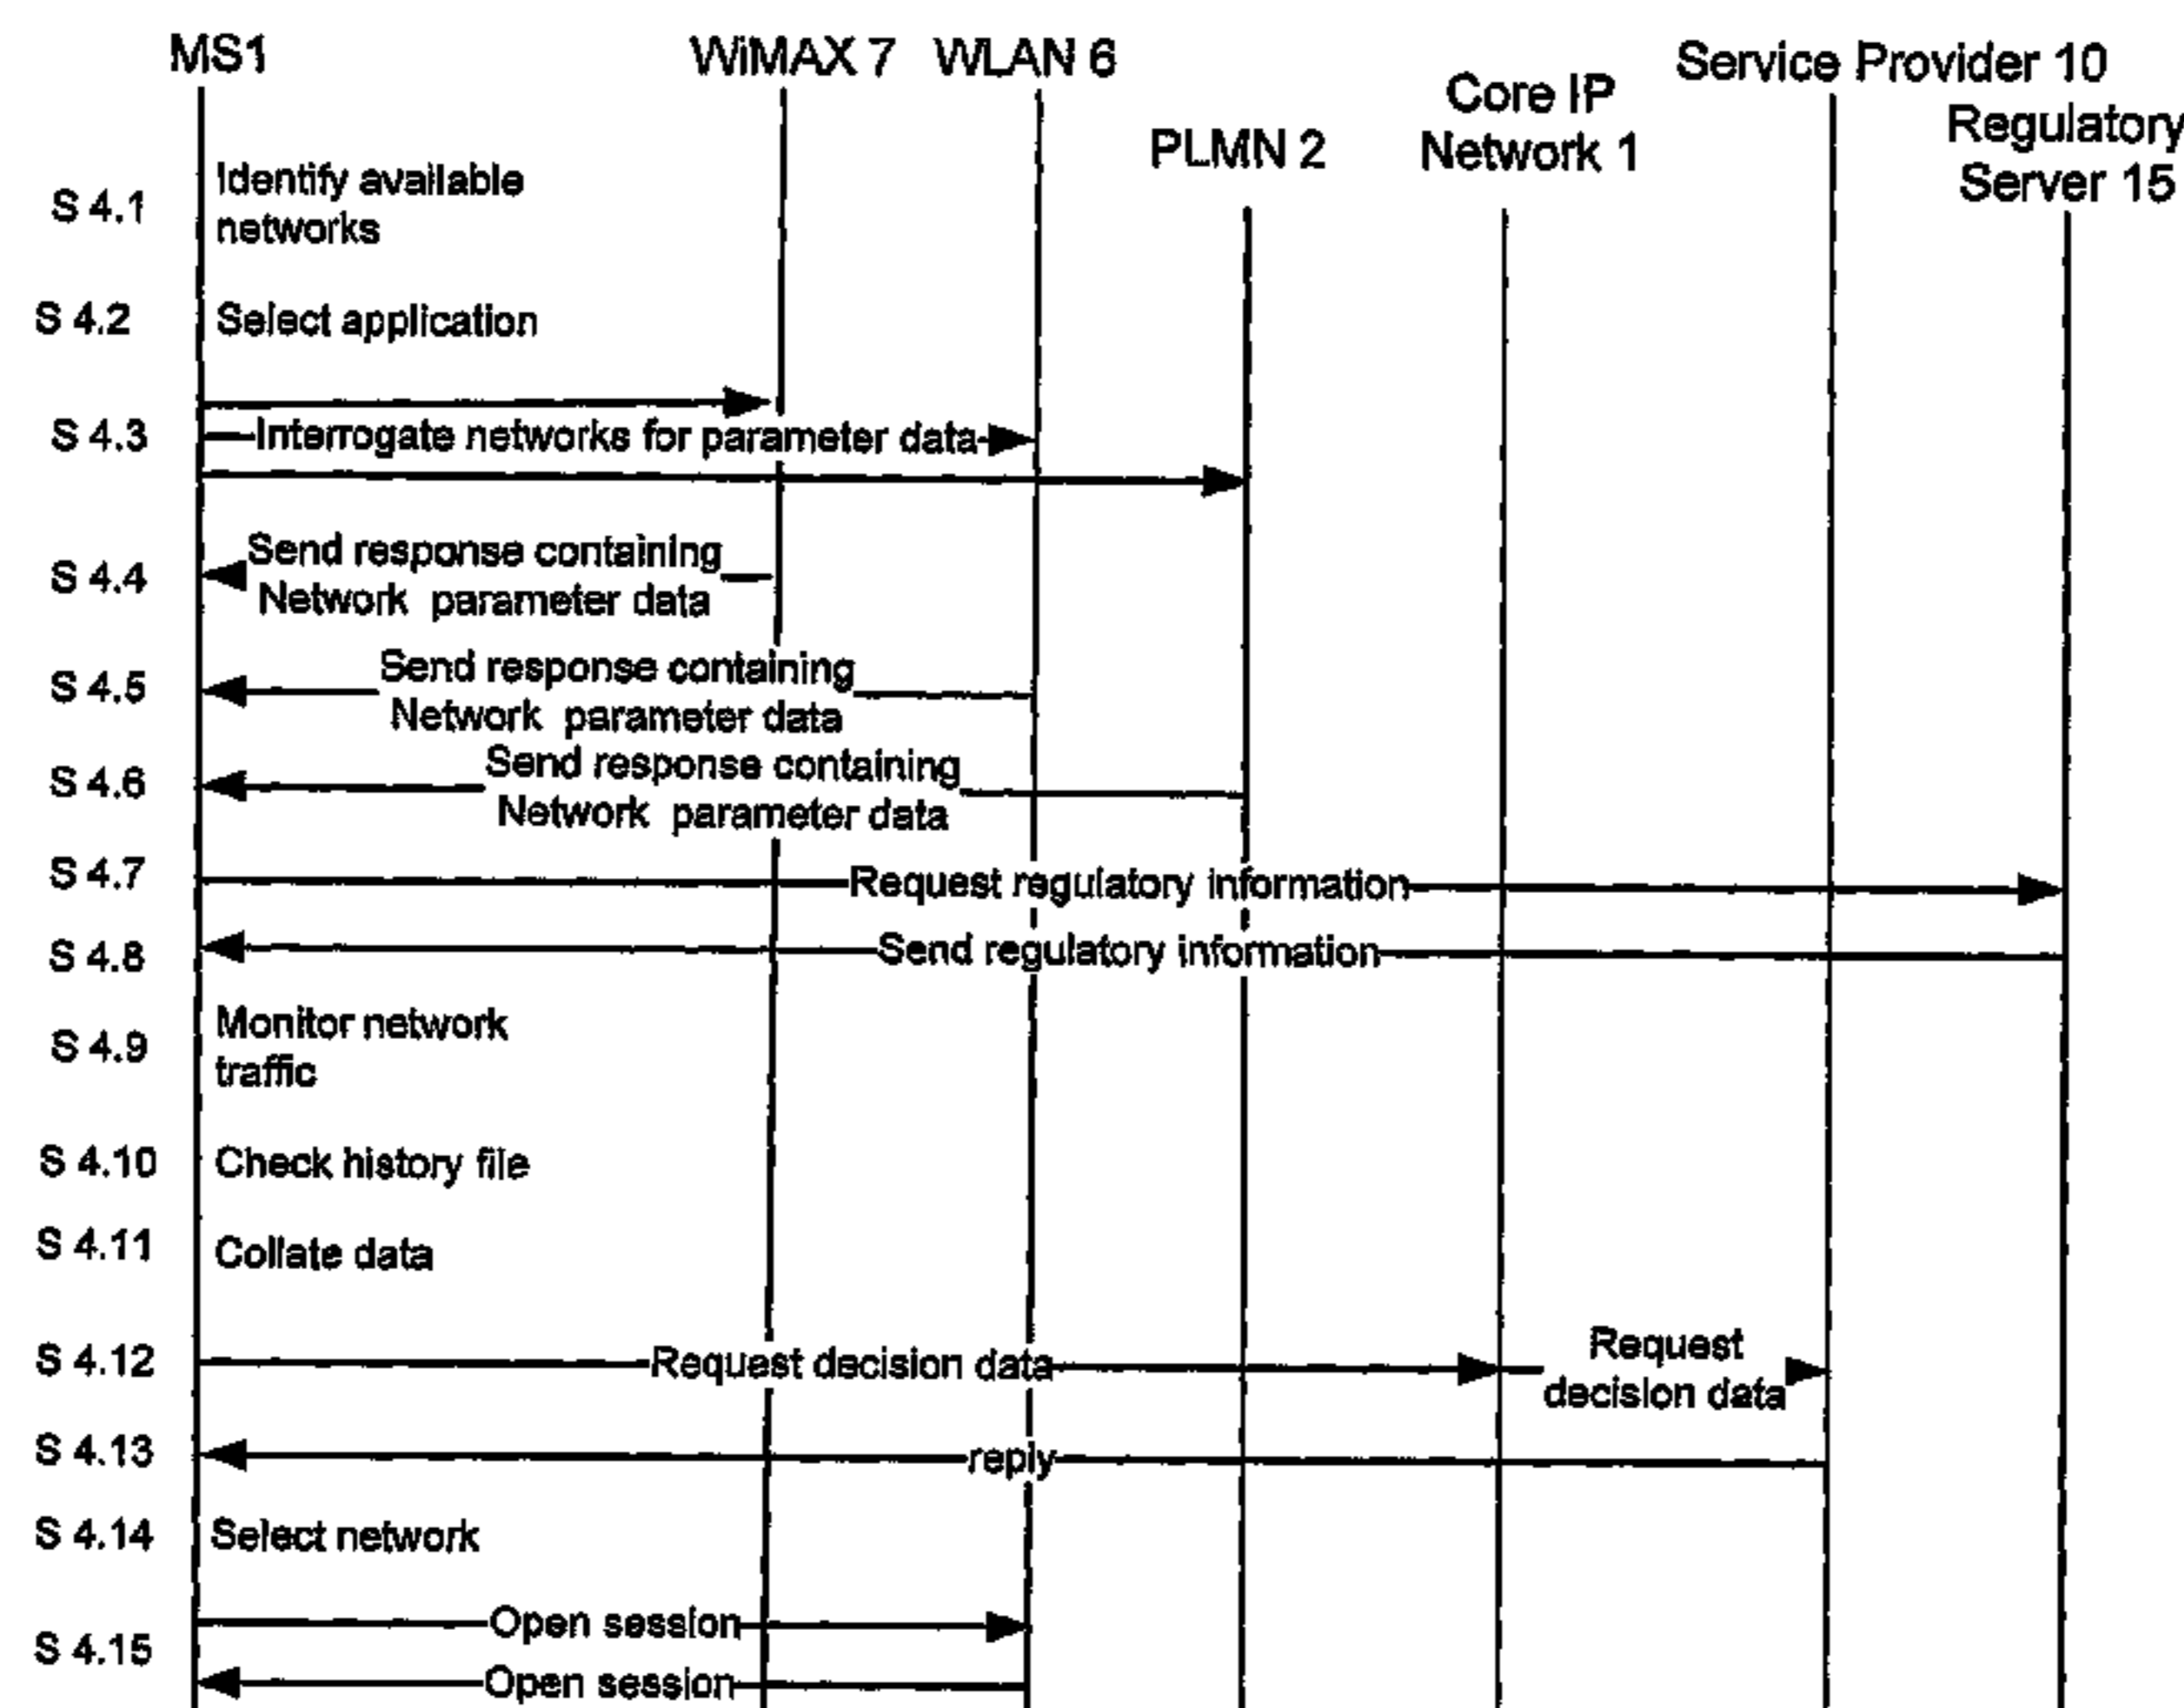 MS1
WiMAX 7
WLAN 6
PLMN 2
Core IP
Network 1
Service Provider 10
Regulatory
Server 15
S 4.1
Identify available
networks
S 4.2
Select application
S 4.3
Interrogate networks for parameter data
S 4.4
Send response containing
Network parameter data
S 4.5
Send response containing
Network parameter data
S 4.6
Send response containing
Network parameter data
S 4.7
Request regulatory information
S 4.8
Send regulatory information
S 4.9
Monitor network
traffic
S 4.10
Check history file
S 4.11
Collate data
S 4.12
Request decision data
Request
decision data
S 4.13
reply
S 4.14
Select network
S 4.15
Open session
Open session